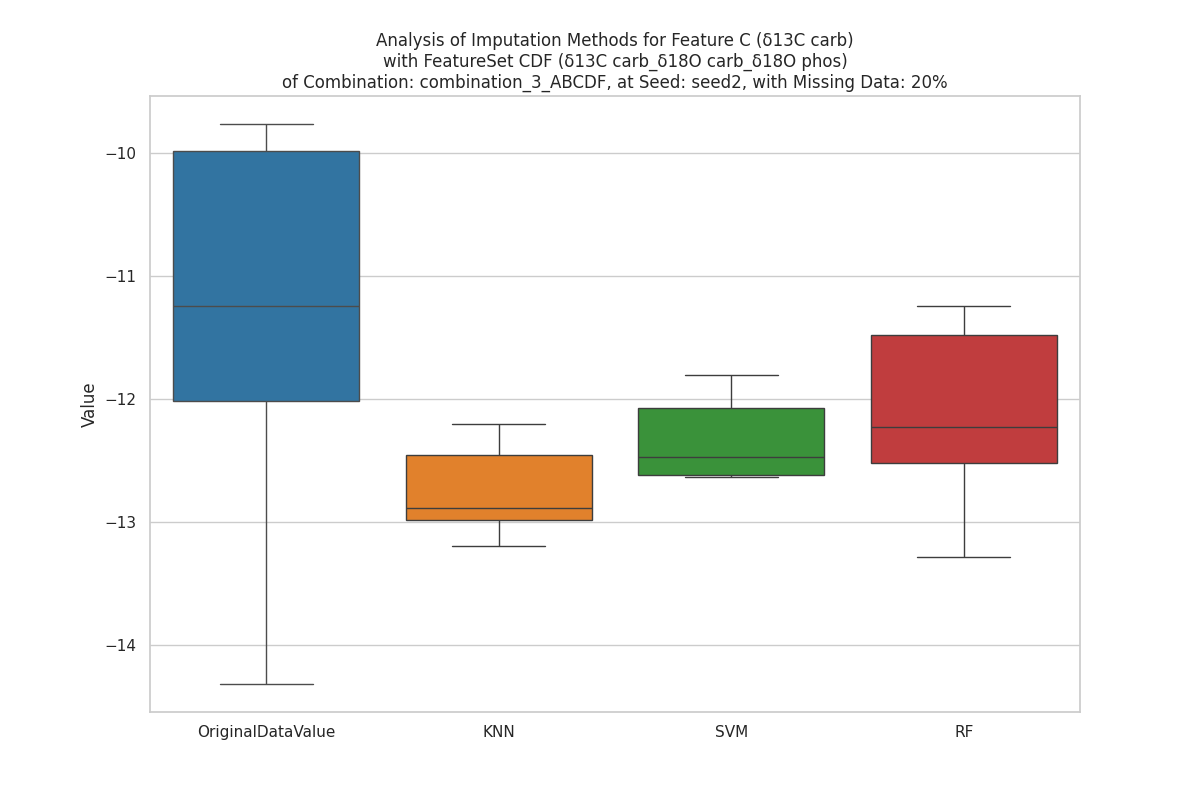 Analysis of Imputation Methods for Feature C (δ13C carb)
with FeatureSet CDF (δ13C carb_δ18O carb_δ18O phos)
of Combination: combination_3_ABCDF, at Seed: seed2, with Missing Data: 20%
−10
−11
−12
−13
−14
Value
OriginalDataValue
KNN
SVM
RF